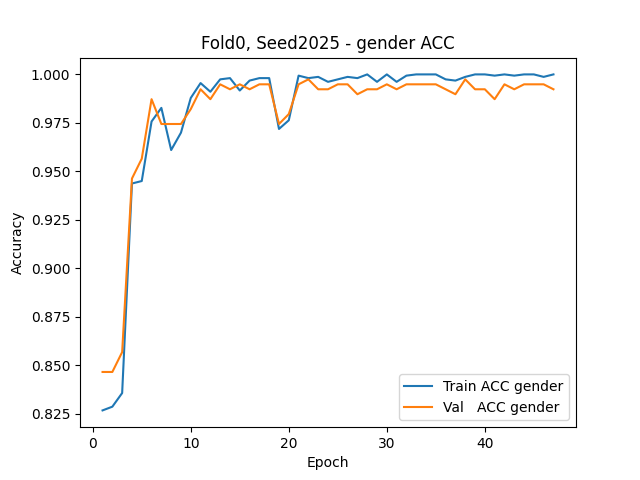 Fold0, Seed2025 - gender ACC
1.000
0.975
0.950
0.925
0.900
0.875
0.850
0.825
Accuracy
0
10
20
30
40
Epoch
Train ACC gender
Val   ACC gender